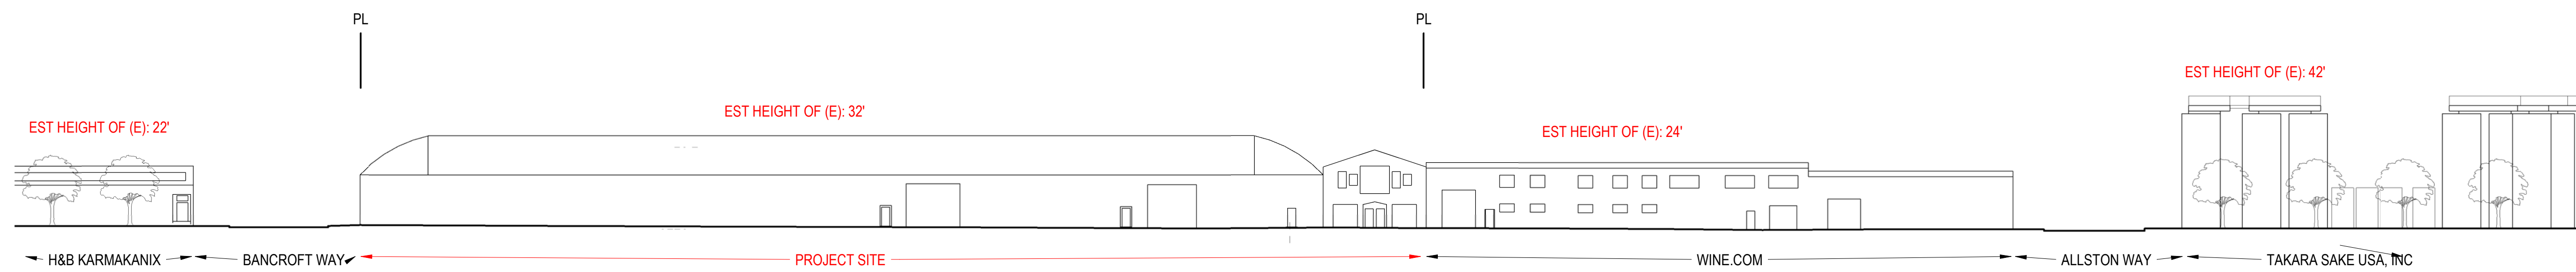 PL
PL
EST HEIGHT OF (E): 42'
EST HEIGHT OF (E): 32'
EST HEIGHT OF (E): 22'
EST HEIGHT OF (E): 24'
H&B KARMAKANIX
BANCROFT WAY
PROJECT SITE
WINE.COM
ALLSTON WAY
TAKARA SAKE USA, INC